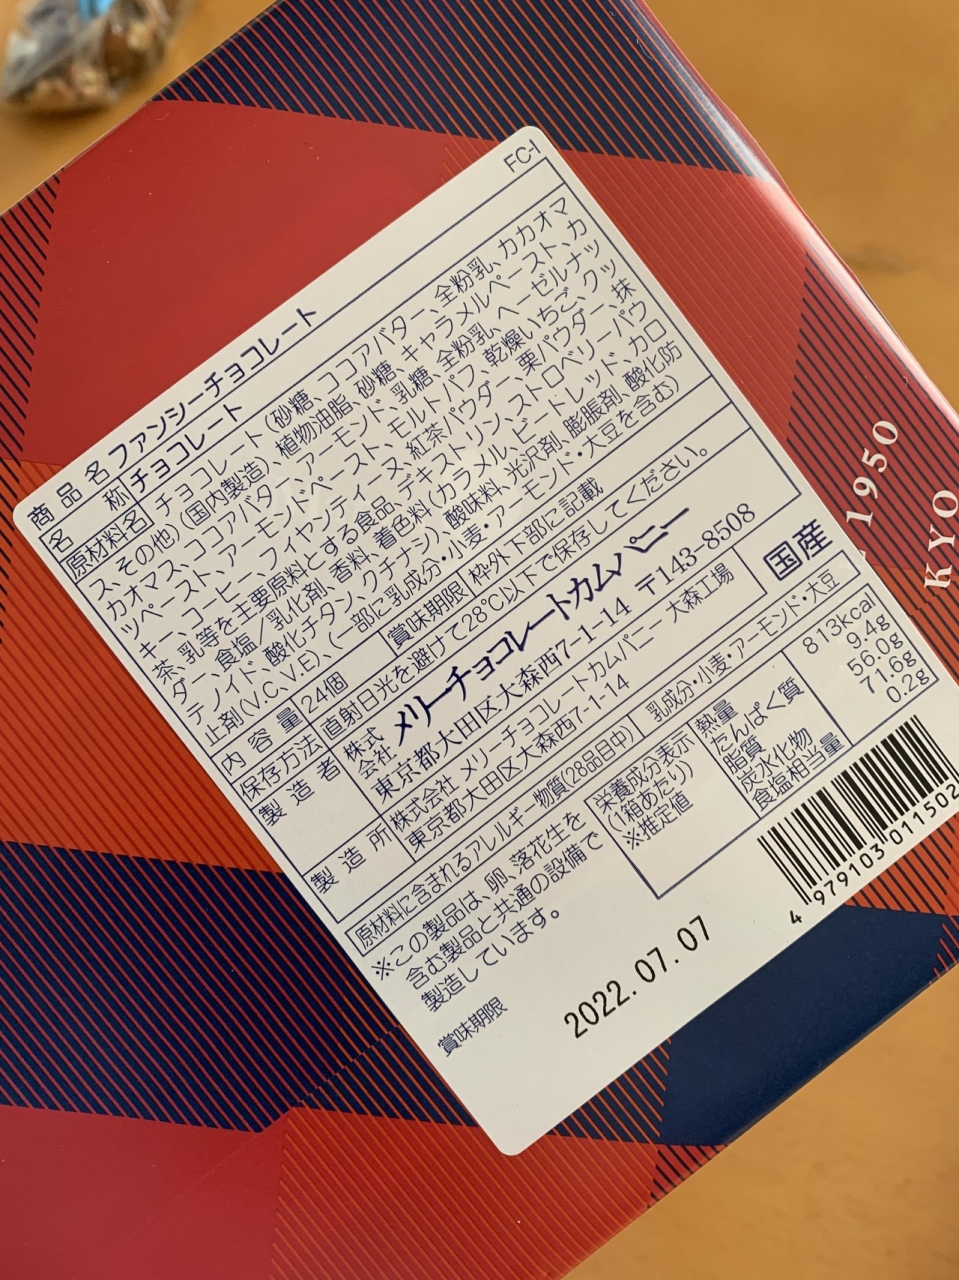 FC-I
商品名 ファンシーチョコレート
名称 チョコレート
原材料名 チョコレート(砂糖、ココアバター、全粉乳、カカオマ
ス、その他)(国内製造)、植物油脂、砂糖、キャラメルペースト、カ
カオマス、ココアバター、アーモンド、乳糖、全粉乳、ヘーゼルナッ
ツペースト、アーモンドペースト、モルトパフ、乾燥いちご、クッ
キー、コーヒー、フィヤンティーヌ、紅茶パウダー、栗パウダー、抹
茶、乳等を主要原料とする食品、デキストリン、ストロベリーパウ
ダー、食塩/乳化剤、香料、着色料(カラメル、ビートレッド、カロ
テノイド、酸化チタン、クチナシ)、酸味料、光沢剤、膨脹剤、酸化防
止剤(V.C、V.E)、(一部に乳成分・小麦・アーモンド・大豆を含む)
内容量 24個 賞味期限 枠外下部に記載
保存方法 直射日光を避けて28℃以下で保存してください。
製造者 株式会社 メリーチョコレートカムパニー
東京都大田区大森西7-1-14 〒143-8508
製造所 株式会社 メリーチョコレートカムパニー 大森工場
東京都大田区大森西7-1-14
国産
原材料に含まれるアレルギー物質(28品目中) 乳成分・小麦・アーモンド・大豆
※この製品は、卵、落花生を
含む製品と共通の設備で
製造しています。
栄養成分表示
(1箱あたり)
※推定値
熱量 813kcal
たんぱく質 9.4g
脂質 56.0g
炭水化物 71.6g
食塩相当量 0.2g
4 979103 011502
賞味期限 2022.07.07
1950
KYO